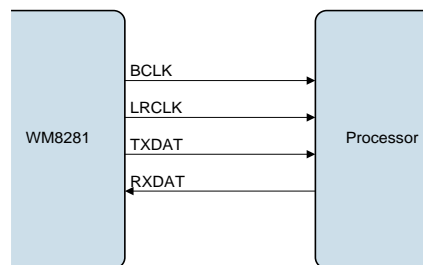 BCLK
LRCLK
WM8281
TXDAT
Processor
RXDAT